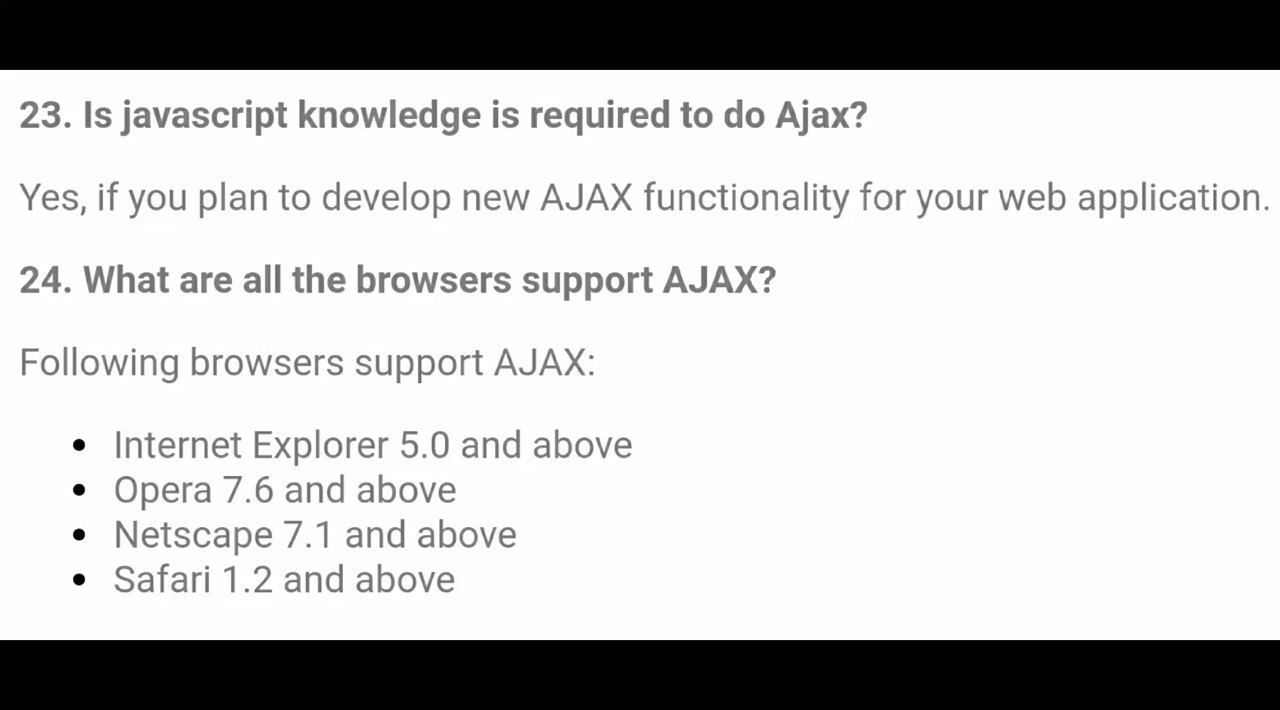 23. Is javascript knowledge is required to do Ajax?
Yes, if you plan to develop new AJAX functionality for your web application.
24. What are all the browsers support AJAX?
Following browsers support AJAX:
• Internet Explorer 5.0 and above
• Opera 7.6 and above
• Netscape 7.1 and above
• Safari 1.2 and above